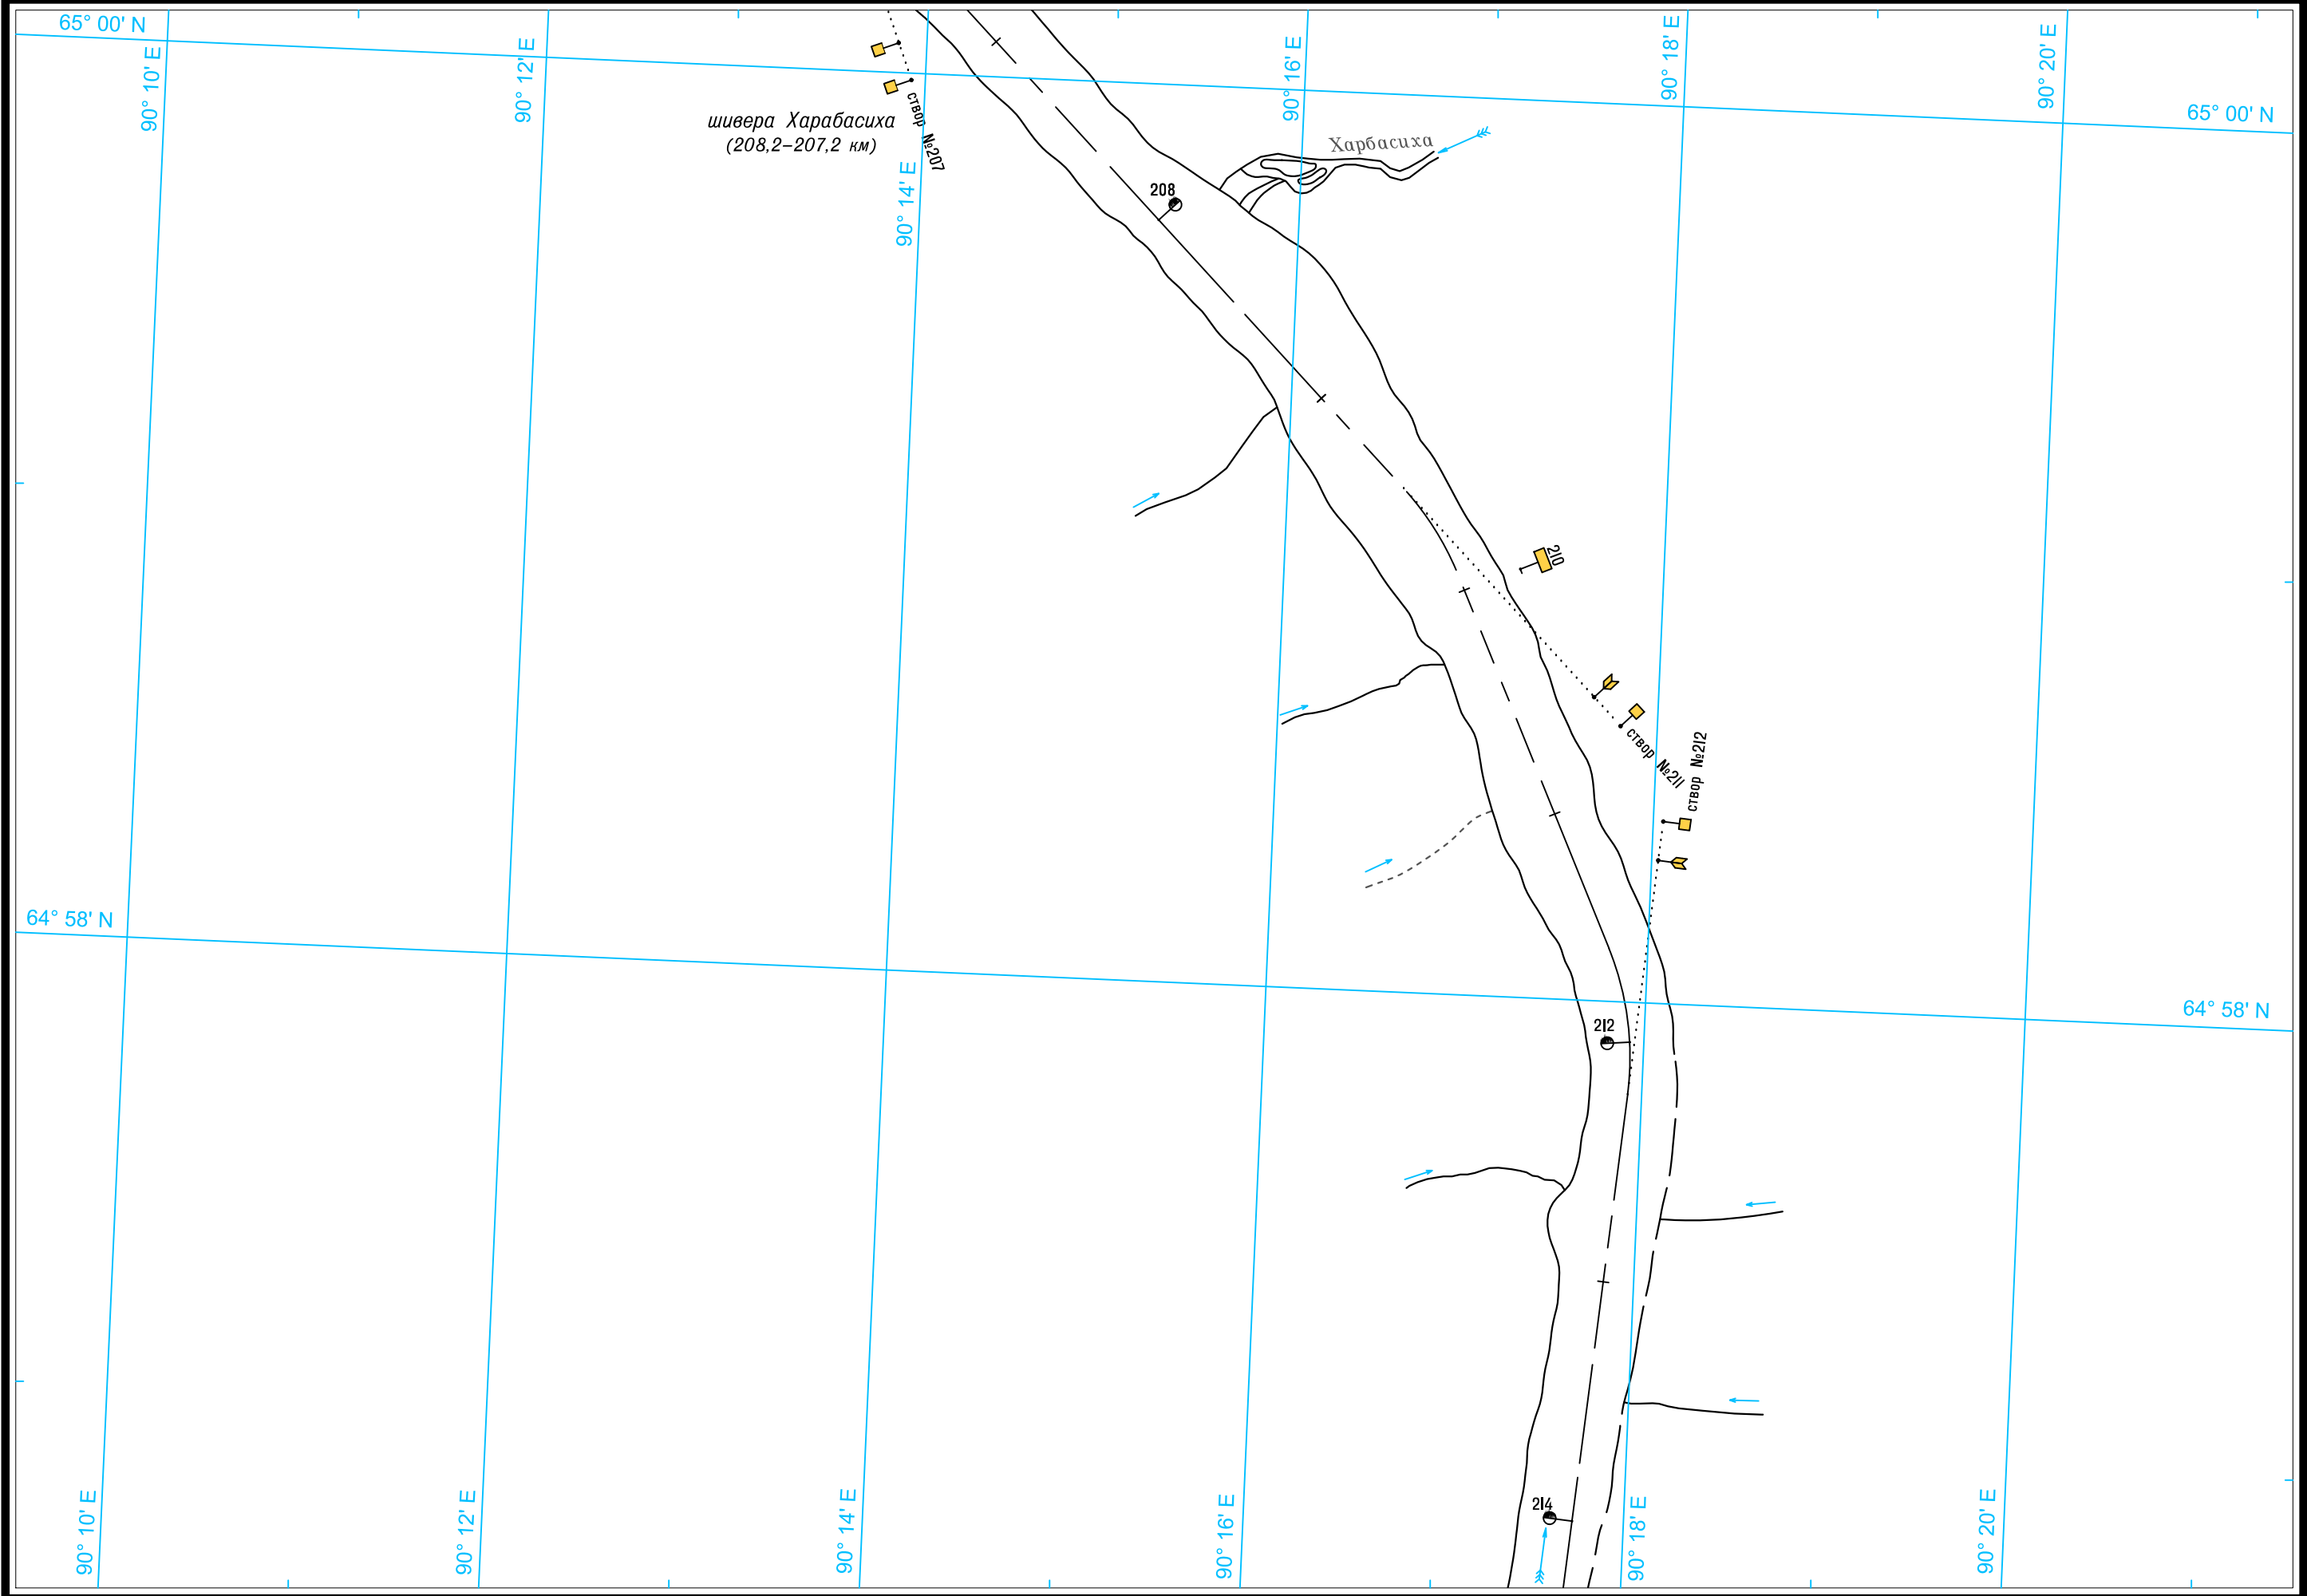 65° 00' N
90° 10' E
90° 12' E
90° 16' E
90° 18' E
90° 20' E
65° 00' N
шивера Харабасиха
(208,2–207,2 км)
створ №207
90° 14' E
Харбасиха
208
210
створ №211
створ №212
64° 58' N
64° 58' N
212
214
90° 10' E
90° 12' E
90° 14' E
90° 16' E
90° 18' E
90° 20' E